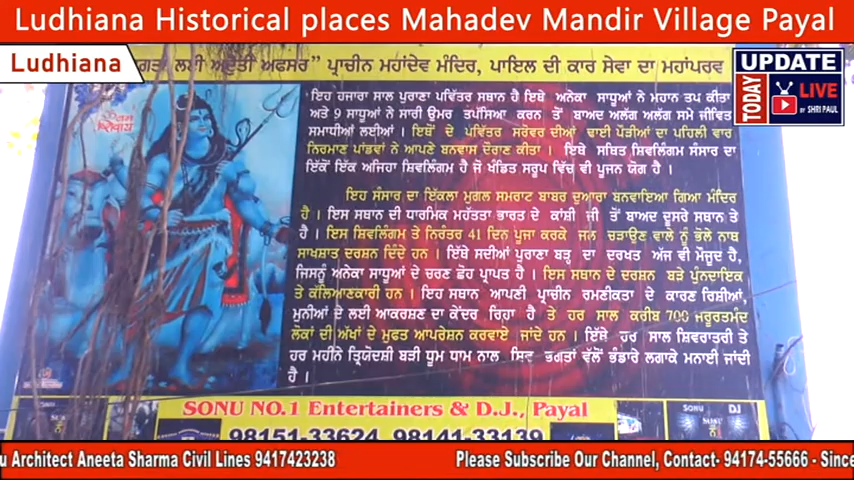 Ludhiana Historical places Mahadev Mandir Village Payal
Ludhiana
ਲਈ ਅਦੁੱਤੀ ਅਫਸਰ" ਪ੍ਰਾਚੀਨ ਮਹਾਂਦੇਵ ਮੰਦਿਰ, ਪਾਇਲ ਦੀ ਕਾਰ ਸੇਵਾ ਦਾ ਮਹਾਂਪਰਵ
UPDATE
TODAY
LIVE
BY SHRI PAUL
ਇਹ ਹਜਾਰਾ ਸਾਲ ਪੁਰਾਣਾ ਪਵਿੱਤਰ ਸਥਾਨ ਹੈ ਇਥੇ ਅਨੇਕਾ ਸਾਧੂਆਂ ਨੇ ਮਹਾਨ ਤਪ ਕੀਤਾ
ਅਤੇ 9 ਸਾਧੂਆਂ ਨੇ ਸਾਰੀ ਉਮਰ ਤਪੱਸਿਆ ਕਰਨ ਤੋਂ ਬਾਅਦ ਅਲੱਗ ਅਲੱਗ ਸਮੇ ਜੀਵਿਤ
ਸਮਾਧੀਆਂ ਲਈਆਂ । ਇਥੋਂ ਦੇ ਪਵਿੱਤਰ ਸਰੋਵਰ ਦੀਆਂ ਢਾਈ ਪੌੜੀਆਂ ਦਾ ਪਹਿਲੀ ਵਾਰ
ਨਿਰਮਾਣ ਪਾਂਡਵਾਂ ਨੇ ਆਪਣੇ ਬਨਵਾਸ ਦੌਰਾਣ ਕੀਤਾ । ਇਥੇ ਸਥਿਤ ਸ਼ਿਵਲਿੰਗਮ ਸੰਸਾਰ ਦਾ
ਇੱਕੋਂ ਇੱਕ ਅਜਿਹਾ ਸ਼ਿਵਲਿੰਗਮ ਹੈ ਜੋ ਖੰਡਿਤ ਸਰੂਪ ਵਿੱਚ ਵੀ ਪੂਜਨ ਯੋਗ ਹੈ ।
ਇਹ ਸੰਸਾਰ ਦਾ ਇੱਕਲਾ ਮੁਗਲ ਸਮਰਾਟ ਬਾਬਰ ਦੁਆਰਾ ਬਨਵਾਇਆ ਗਿਆ ਮੰਦਿਰ
ਹੈ । ਇਸ ਸਥਾਨ ਦੀ ਧਾਰਮਿਕ ਮਹੱਤਤਾ ਭਾਰਤ ਦੇ ਕਾਂਸ਼ੀ ਜੀ ਤੋਂ ਬਾਅਦ ਦੂਸਰੇ ਸਥਾਨ ਤੇ
ਹੈ । ਇਸ ਸ਼ਿਵਲਿੰਗਮ ਤੇ ਨਿਰੰਤਰ 41 ਦਿਨ ਪੂਜਾ ਕਰਕੇ ਜਲ ਚੜਾਉਣ ਵਾਲੇ ਨੂੰ ਭੋਲੇ ਨਾਥ
ਸਾਖਸ਼ਾਤ ਦਰਸ਼ਨ ਦਿੰਦੇ ਹਨ । ਇੱਥੇ ਸਦੀਆਂ ਪੁਰਾਣਾ ਬੜ੍ਹ ਦਾ ਦਰਖਤ ਅੱਜ ਵੀ ਮੌਜੂਦ ਹੈ,
ਜਿਸਨੂੰ ਅਨੇਕਾ ਸਾਧੂਆਂ ਦੇ ਚਰਣ ਛੋਹ ਪ੍ਰਾਪਤ ਹੈ । ਇਸ ਸਥਾਨ ਦੇ ਦਰਸ਼ਨ ਬੜੇ ਪੁੰਨਦਾਇਕ
ਤੇ ਕੱਲਿਆਣਕਾਰੀ ਹਨ । ਇਹ ਸਥਾਨ ਆਪਣੀ ਪ੍ਰਾਚੀਨ ਰਮਣੀਕਤਾ ਦੇ ਕਾਰਣ ਰਿਸ਼ੀਆਂ,
ਮੁਨੀਆਂ ਦੇ ਲਈ ਆਕਰਸ਼ਣ ਦਾ ਕੇਂਦਰ ਰਿਹਾ ਹੈ ਤੇ ਹਰ ਸਾਲ ਕਰੀਬ 700 ਜਰੂਰਤਮੰਦ
ਲੋਕਾਂ ਦੀ ਅੱਖਾਂ ਦੇ ਮੁਫਤ ਆਪਰੇਸ਼ਨ ਕਰਵਾਏ ਜਾਂਦੇ ਹਨ । ਇੱਥੇ ਹਰ ਸਾਲ ਸ਼ਿਵਰਾਤਰੀ ਤੇ
ਹਰ ਮਹੀਨੇ ਤ੍ਰਿਯੋਦਸ਼ੀ ਬੜੀ ਧੂਮ ਧਾਮ ਨਾਲ ਸ਼ਿਵ ਭਗਤਾਂ ਵੱਲੋਂ ਭੰਡਾਰੇ ਲਗਾਕੇ ਮਨਾਈ ਜਾਂਦੀ
ਹੈ ।
SONU NO.1 Entertainers & D.J., Payal
98151-33624, 98141-33139
SONU DJ
u Architect Aneeta Sharma Civil Lines 9417423238
Please Subscribe Our Channel, Contact- 94174-55666 - Since